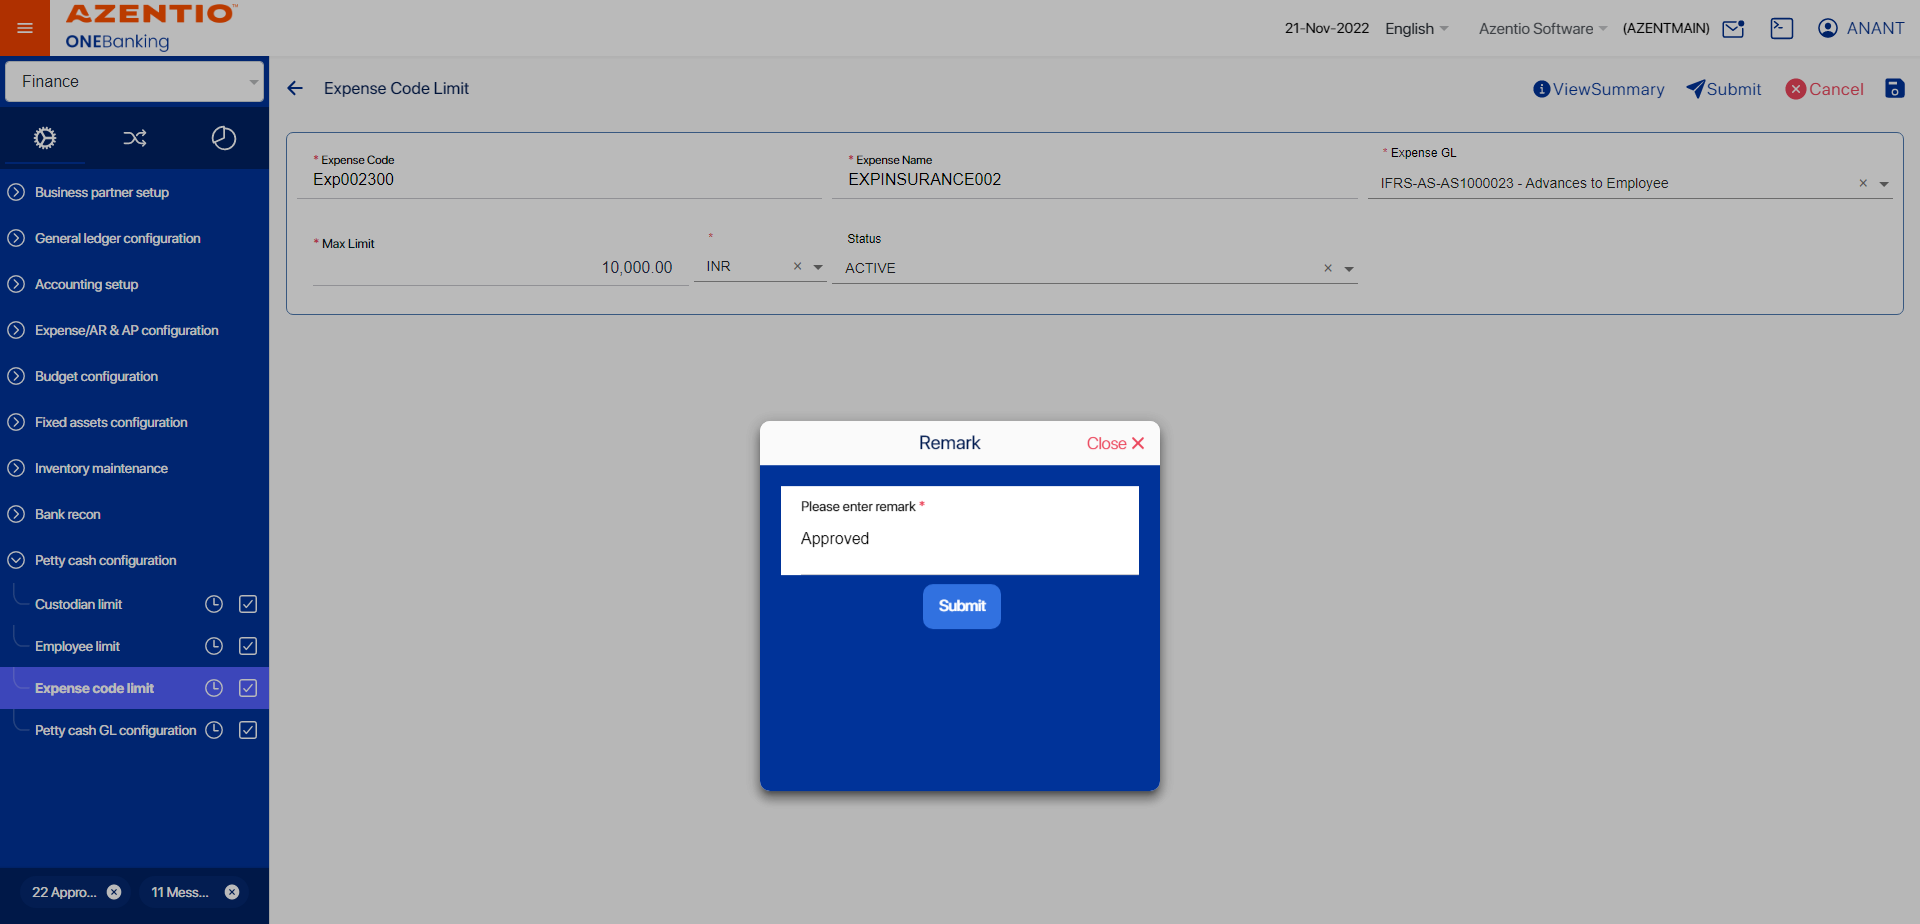 AZENTIO™
ONEBanking
21-Nov-2022 English Azentio Software (AZENTMAIN) ANANT
Finance
Expense Code Limit
ViewSummary Submit Cancel
Business partner setup
General ledger configuration
Accounting setup
Expense/AR & AP configuration
Budget configuration
Fixed assets configuration
Inventory maintenance
Bank recon
Petty cash configuration
Custodian limit
Employee limit
Expense code limit
Petty cash GL configuration
22 Appro...
11 Mess...
* Expense Code
Exp002300
* Expense Name
EXPINSURANCE002
* Expense GL
IFRS-AS-AS1000023 - Advances to Employee
* Max Limit
10,000.00
*
INR
Status
ACTIVE
Remark
Close
Please enter remark *
Approved
Submit